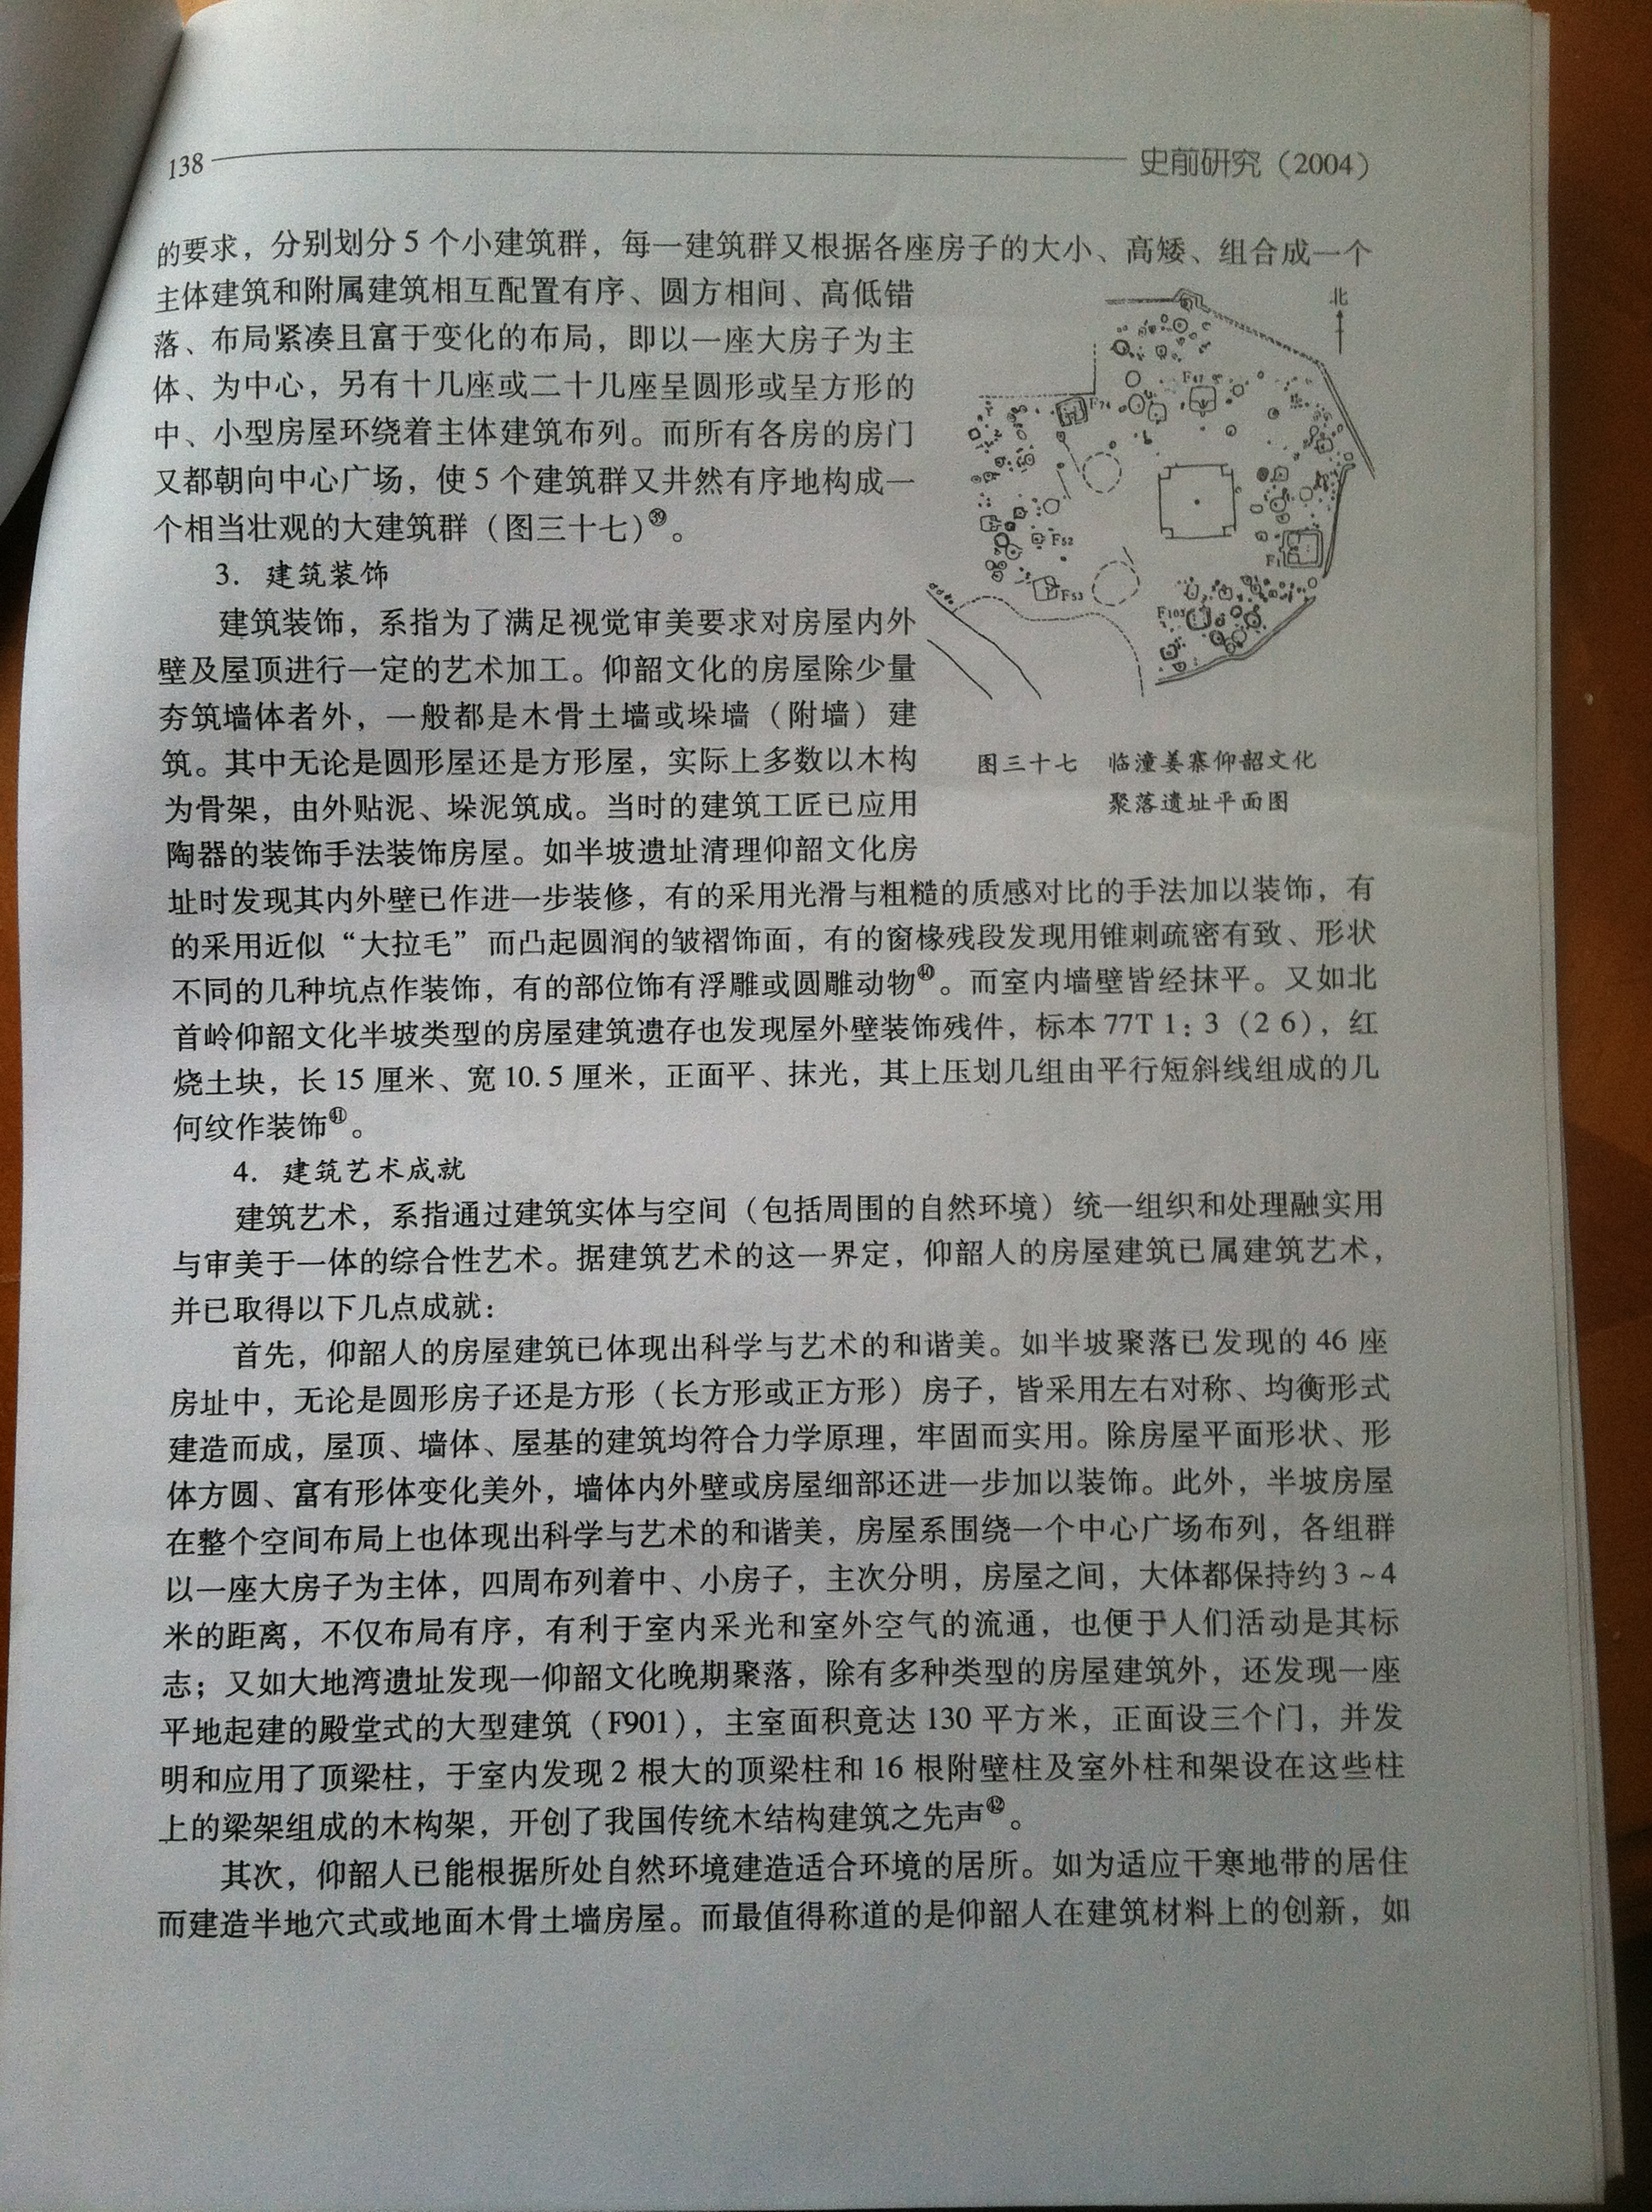 138
史前研究（2004）
的要求，分别划分5个小建筑群，每一建筑群又根据各座房子的大小、高矮、组合成一个
主体建筑和附属建筑相互配置有序、圆方相间、高低错
落、布局紧凑且富于变化的布局，即以一座大房子为主
体、为中心，另有十几座或二十几座呈圆形或呈方形的
中、小型房屋环绕着主体建筑布列。而所有各房的房门
又都朝向中心广场，使5个建筑群又井然有序地构成一
个相当壮观的大建筑群（图三十七）㊴。
北
F74
F47
F52
F53
F1
F103
图三十七　临潼姜寨仰韶文化
聚落遗址平面图
3. 建筑装饰
建筑装饰，系指为了满足视觉审美要求对房屋内外
壁及屋顶进行一定的艺术加工。仰韶文化的房屋除少量
夯筑墙体者外，一般都是木骨土墙或垛墙（附墙）建
筑。其中无论是圆形屋还是方形屋，实际上多数以木构
为骨架，由外贴泥、垛泥筑成。当时的建筑工匠已应用
陶器的装饰手法装饰房屋。如半坡遗址清理仰韶文化房
址时发现其内外壁已作进一步装修，有的采用光滑与粗糙的质感对比的手法加以装饰，有
的采用近似“大拉毛”而凸起圆润的皱褶饰面，有的窗椽残段发现用锥刺疏密有致、形状
不同的几种坑点作装饰，有的部位饰有浮雕或圆雕动物㊵。而室内墙壁皆经抹平。又如北
首岭仰韶文化半坡类型的房屋建筑遗存也发现屋外壁装饰残件，标本77T 1: 3（2 6），红
烧土块，长15厘米、宽10.5厘米，正面平、抹光，其上压划几组由平行短斜线组成的几
何纹作装饰㊶。
4. 建筑艺术成就
建筑艺术，系指通过建筑实体与空间（包括周围的自然环境）统一组织和处理融实用
与审美于一体的综合性艺术。据建筑艺术的这一界定，仰韶人的房屋建筑已属建筑艺术，
并已取得以下几点成就：
首先，仰韶人的房屋建筑已体现出科学与艺术的和谐美。如半坡聚落已发现的46座
房址中，无论是圆形房子还是方形（长方形或正方形）房子，皆采用左右对称、均衡形式
建造而成，屋顶、墙体、屋基的建筑均符合力学原理，牢固而实用。除房屋平面形状、形
体方圆、富有形体变化美外，墙体内外壁或房屋细部还进一步加以装饰。此外，半坡房屋
在整个空间布局上也体现出科学与艺术的和谐美，房屋系围绕一个中心广场布列，各组群
以一座大房子为主体，四周布列着中、小房子，主次分明，房屋之间，大体都保持约3~4
米的距离，不仅布局有序，有利于室内采光和室外空气的流通，也便于人们活动是其标
志；又如大地湾遗址发现一仰韶文化晚期聚落，除有多种类型的房屋建筑外，还发现一座
平地起建的殿堂式的大型建筑（F901），主室面积竟达130平方米，正面设三个门，并发
明和应用了顶梁柱，于室内发现2根大的顶梁柱和16根附壁柱及室外柱和架设在这些柱
上的梁架组成的木构架，开创了我国传统木结构建筑之先声㊷。
其次，仰韶人已能根据所处自然环境建造适合环境的居所。如为适应干寒地带的居住
而建造半地穴式或地面木骨土墙房屋。而最值得称道的是仰韶人在建筑材料上的创新，如